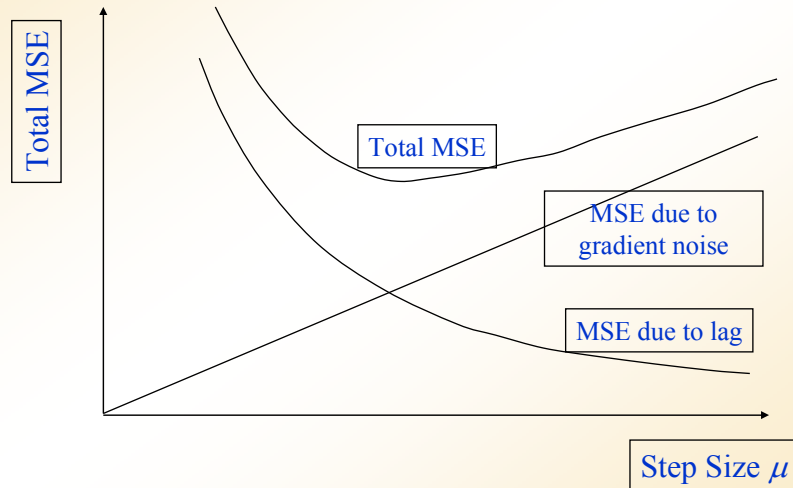 Total MSE
Total MSE
MSE due to
gradient noise
MSE due to lag
Step Size μ